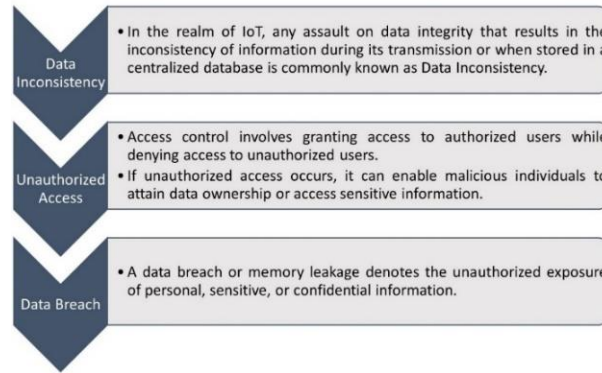 Data
Inconsistency
• In the realm of IoT, any assault on data integrity that results in the
inconsistency of information during its transmission or when stored in a
centralized database is commonly known as Data Inconsistency.
Unauthorized
Access
• Access control involves granting access to authorized users while
denying access to unauthorized users.
• If unauthorized access occurs, it can enable malicious individuals to
attain data ownership or access sensitive information.
Data Breach
• A data breach or memory leakage denotes the unauthorized exposure
of personal, sensitive, or confidential information.